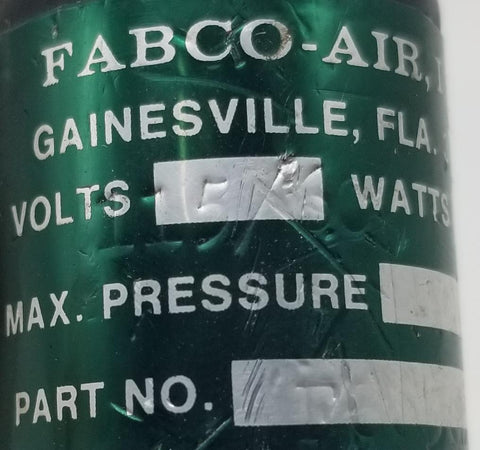 FABCO-AIR,
GAINESVILLE, FLA.
VOLTS WATTS
MAX. PRESSURE
PART NO.